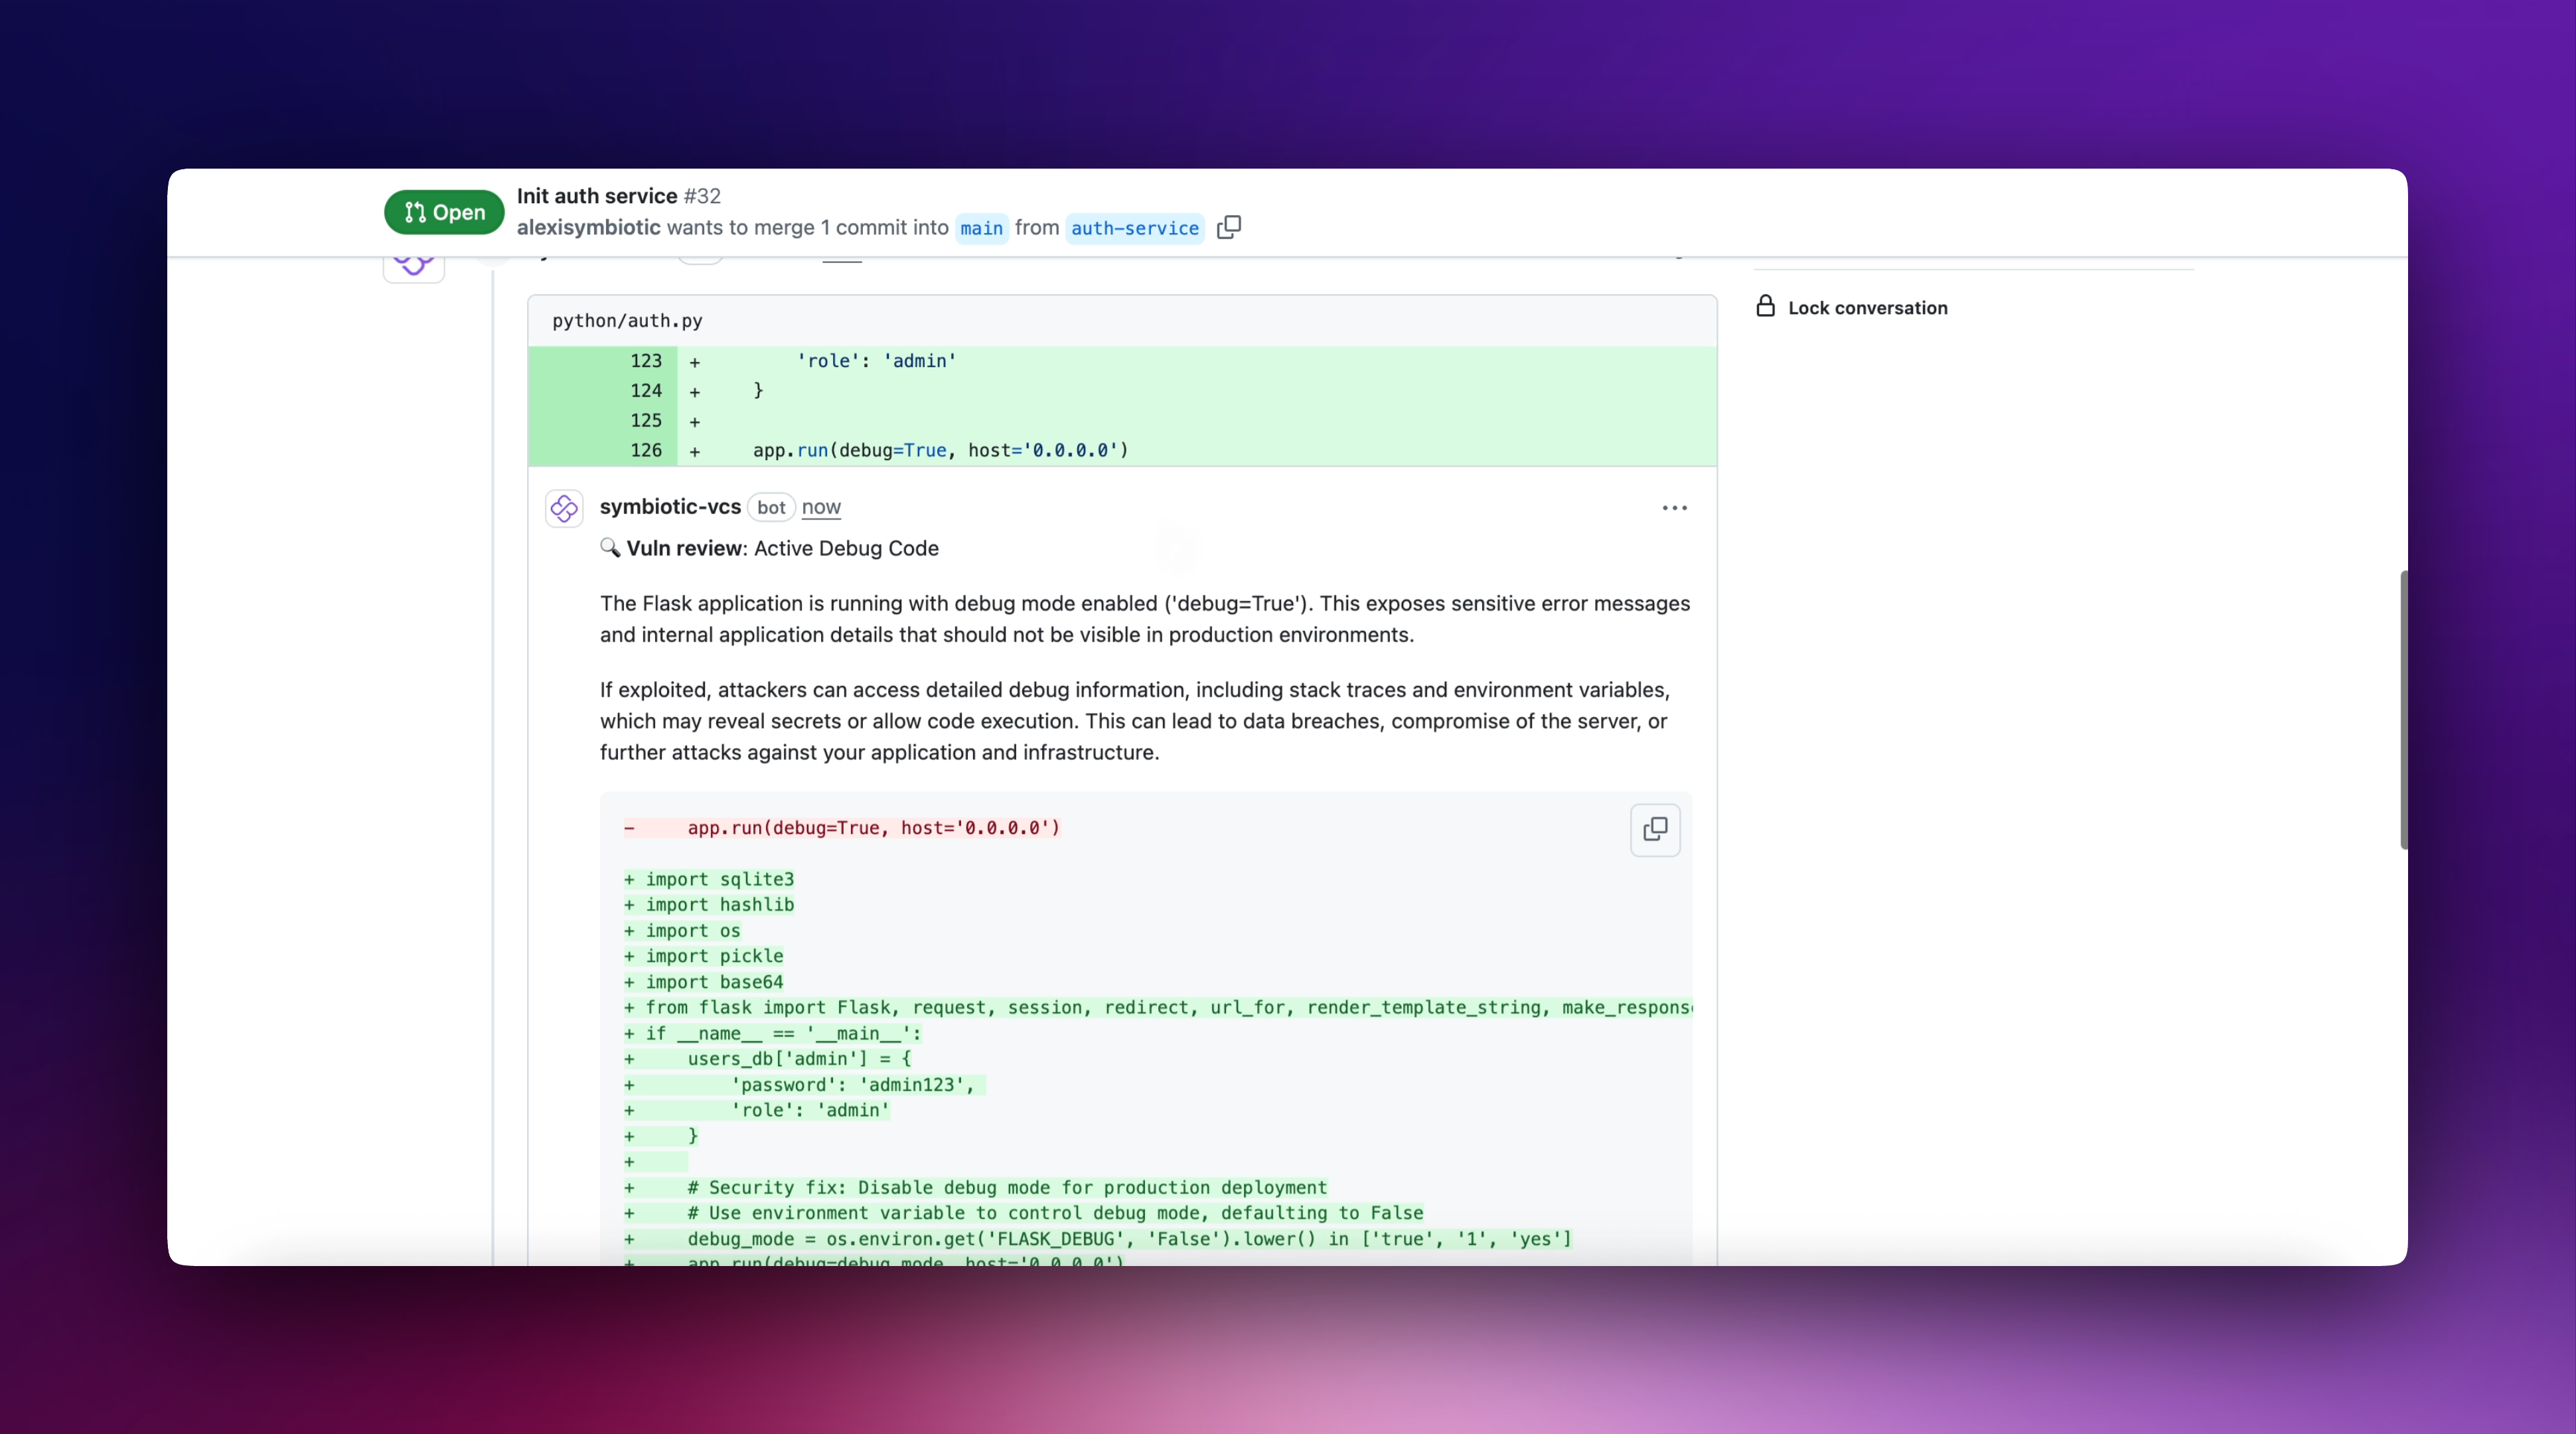 Open
Init auth service #32
alexisymbiotic wants to merge 1 commit into main from auth-service
Lock conversation
python/auth.py
123 + 'role': 'admin'
124 + }
125 +
126 + app.run(debug=True, host='0.0.0.0')
symbiotic-vcs bot now
Vuln review: Active Debug Code
The Flask application is running with debug mode enabled ('debug=True'). This exposes sensitive error messages
and internal application details that should not be visible in production environments.
If exploited, attackers can access detailed debug information, including stack traces and environment variables,
which may reveal secrets or allow code execution. This can lead to data breaches, compromise of the server, or
further attacks against your application and infrastructure.
- app.run(debug=True, host='0.0.0.0')
+ import sqlite3
+ import hashlib
+ import os
+ import pickle
+ import base64
+ from flask import Flask, request, session, redirect, url_for, render_template_string, make_respons
+ if __name__ == '__main__':
+ users_db['admin'] = {
+ 'password': 'admin123',
+ 'role': 'admin'
+ }
+
+ # Security fix: Disable debug mode for production deployment
+ # Use environment variable to control debug mode, defaulting to False
+ debug_mode = os.environ.get('FLASK_DEBUG', 'False').lower() in ['true', '1', 'yes']
+ app.run(debug=debug_mode, host='0.0.0.0')